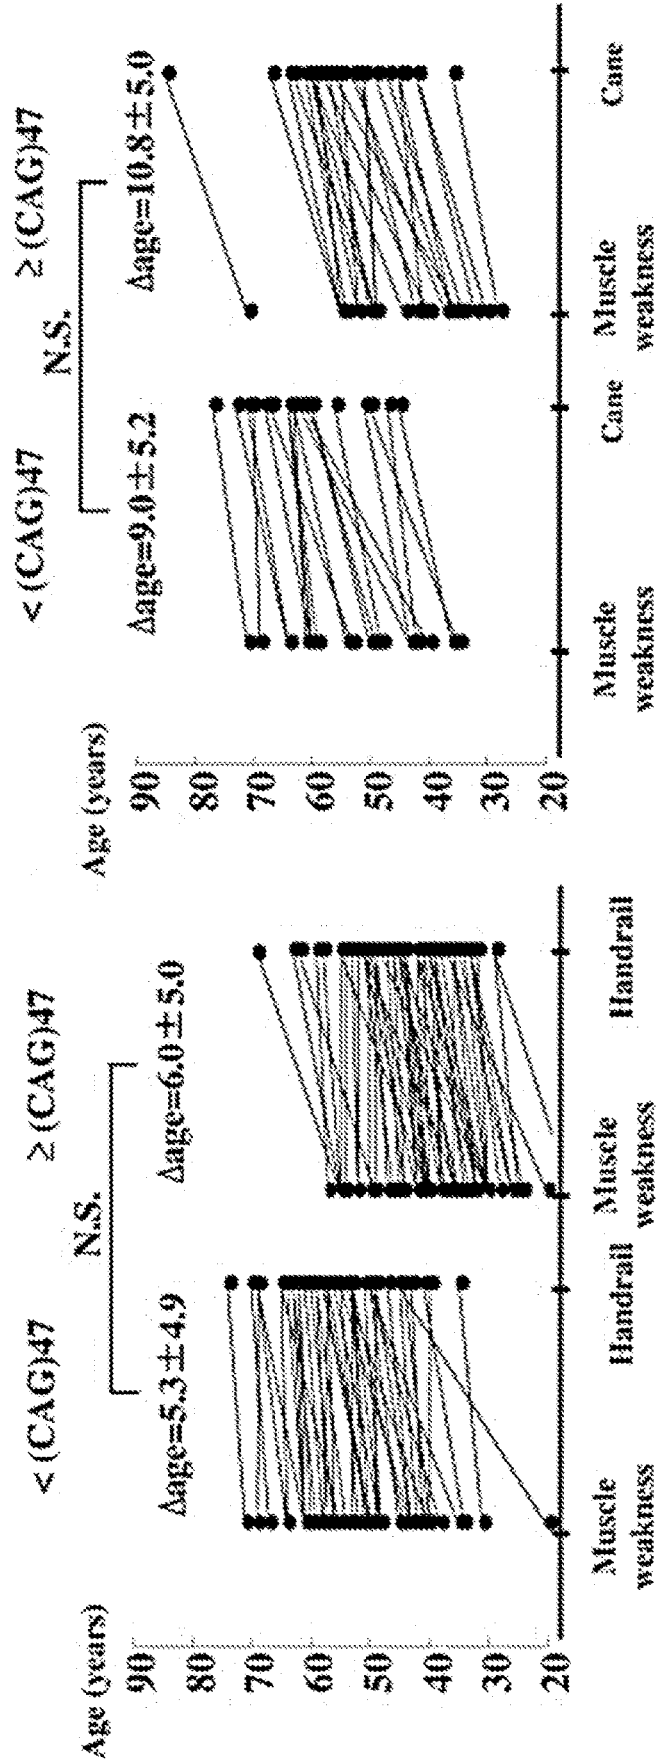 Age (years)
<(CAG)47
≥(CAG)47
N.S.
Δage=5.3±4.9
Δage=6.0±5.0
90
80
70
60
50
40
30
20
Muscle
weakness
Handrail
Muscle
weakness
Handrail
Age (years)
<(CAG)47
≥(CAG)47
N.S.
Δage=9.0±5.2
Δage=10.8±5.0
90
80
70
60
50
40
30
20
Muscle
weakness
Cane
Muscle
weakness
Cane